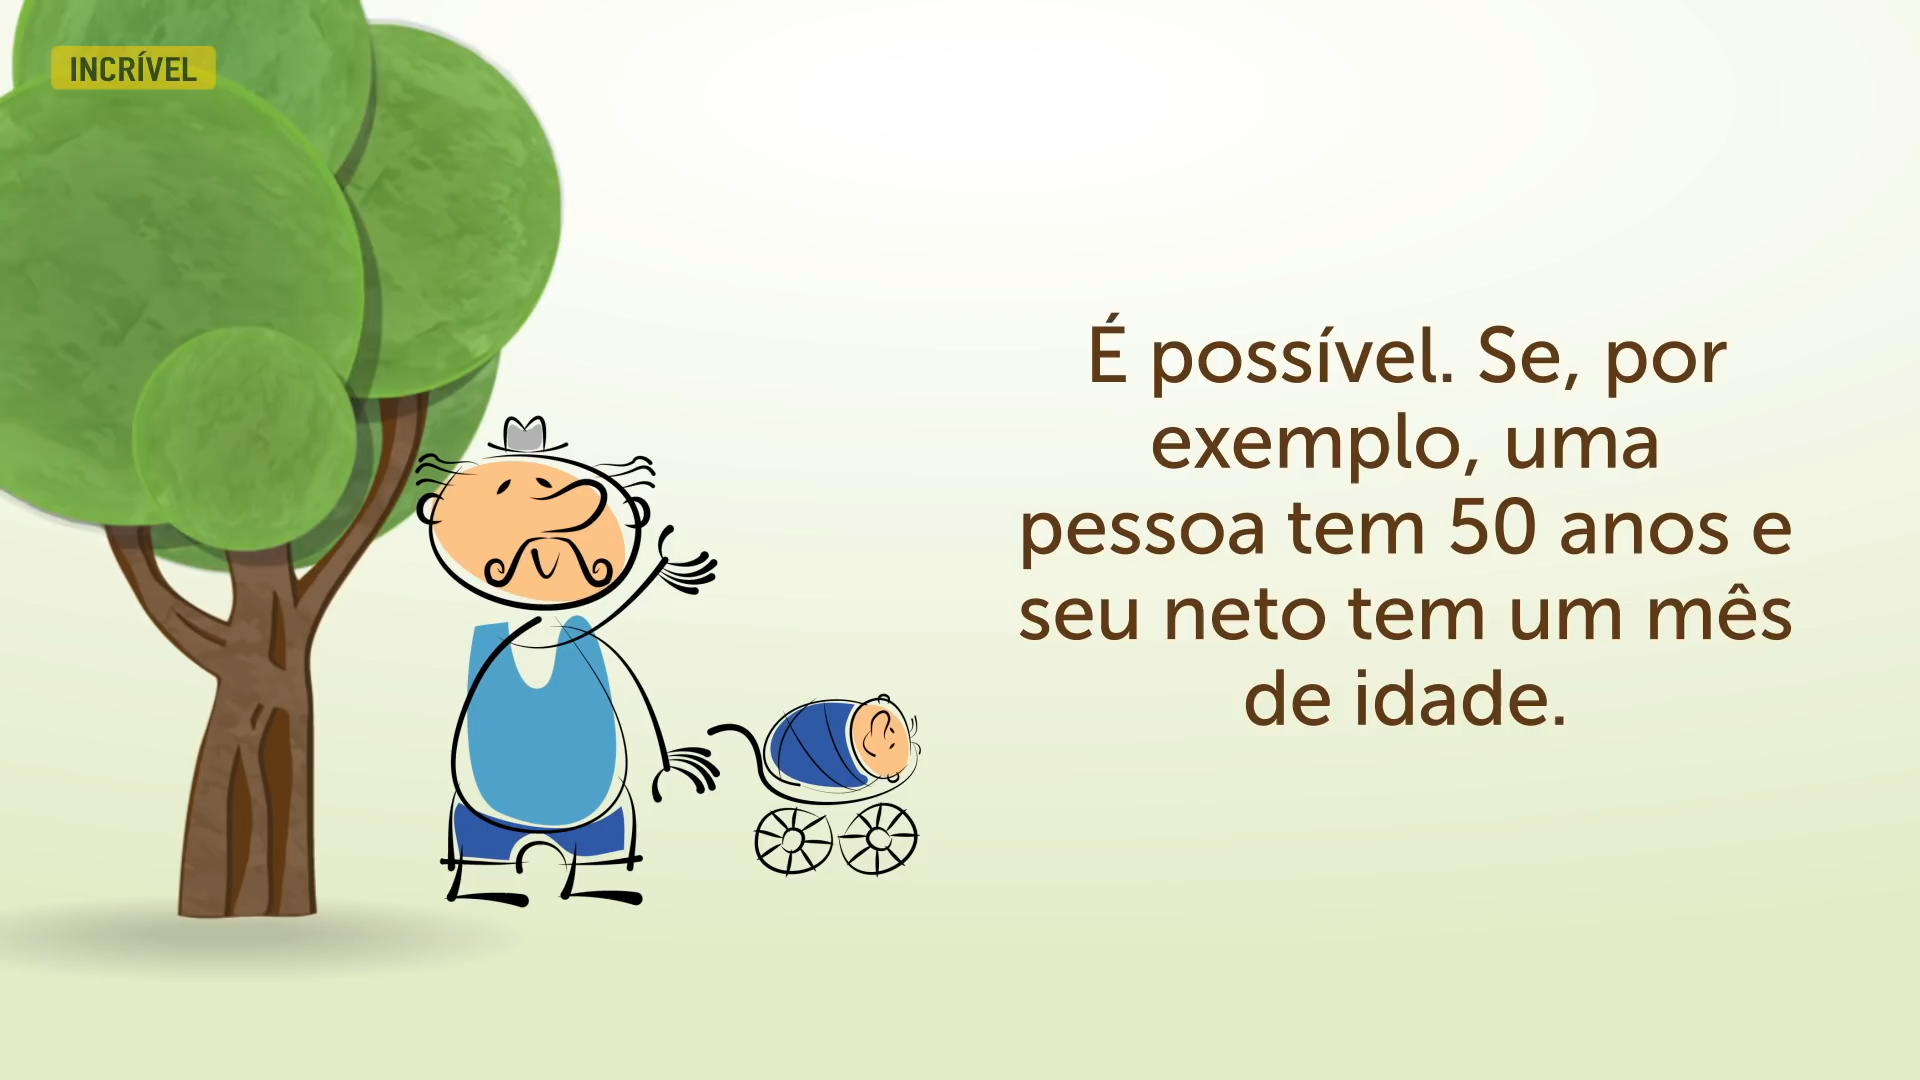 INCRÍVEL
É possível. Se, por
exemplo, uma
pessoa tem 50 anos e
seu neto tem um mês
de idade.